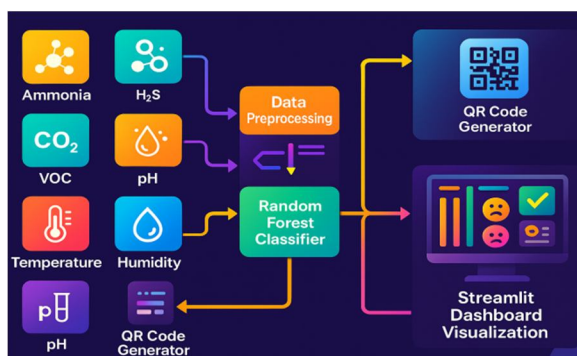 Ammonia
H₂S
CO₂
VOC
pH
Temperature
Humidity
p
pH
QR Code
Generator
Data
Preprocessing
Random
Forest
Classifier
QR Code
Generator
Streamlit
Dashboard
Visualization